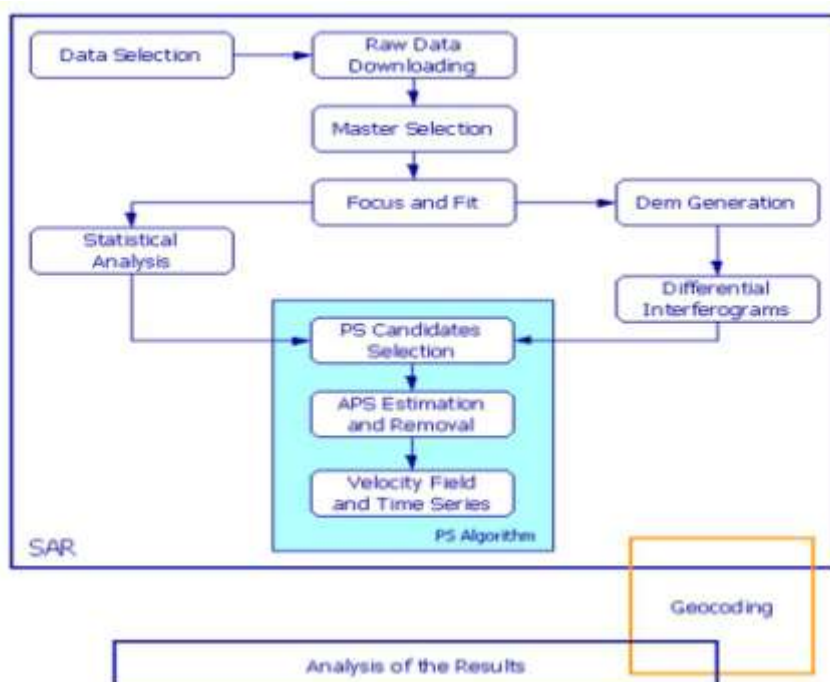 Data Selection
Raw Data
Downloading
Master Selection
Focus and Fit
Dem Generation
Statistical
Analysis
Differential
Interferograms
PS Candidates
Selection
APS Estimation
and Removal
Velocity Field
and Time Series
PS Algorithm
SAR
Geocoding
Analysis of the Results